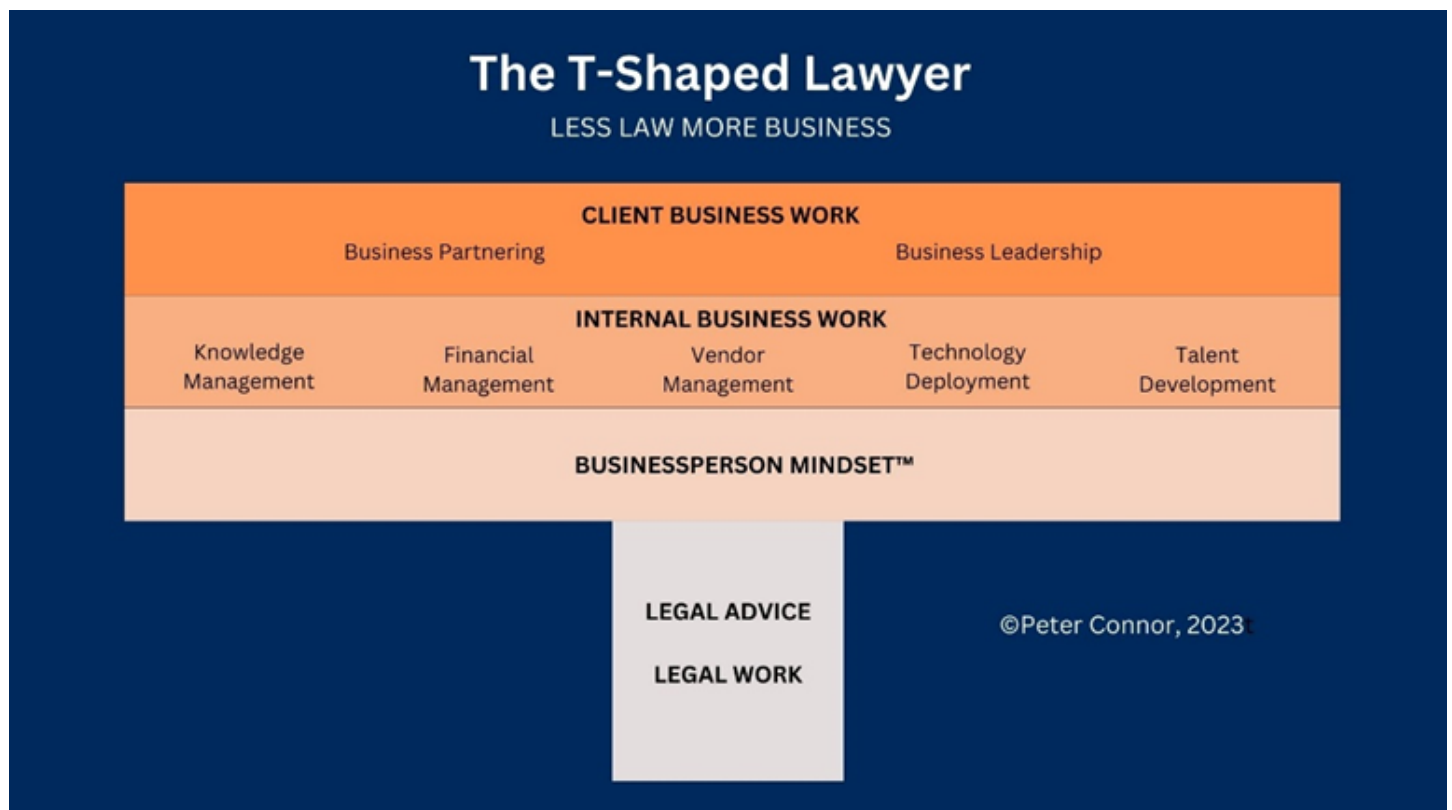 The T-Shaped Lawyer
LESS LAW MORE BUSINESS
CLIENT BUSINESS WORK
Business Partnering
Business Leadership
INTERNAL BUSINESS WORK
Knowledge
Management
Financial
Management
Vendor
Management
Technology
Deployment
Talent
Development
BUSINESSPERSON MINDSET™
LEGAL ADVICE
LEGAL WORK
©Peter Connor, 2023t